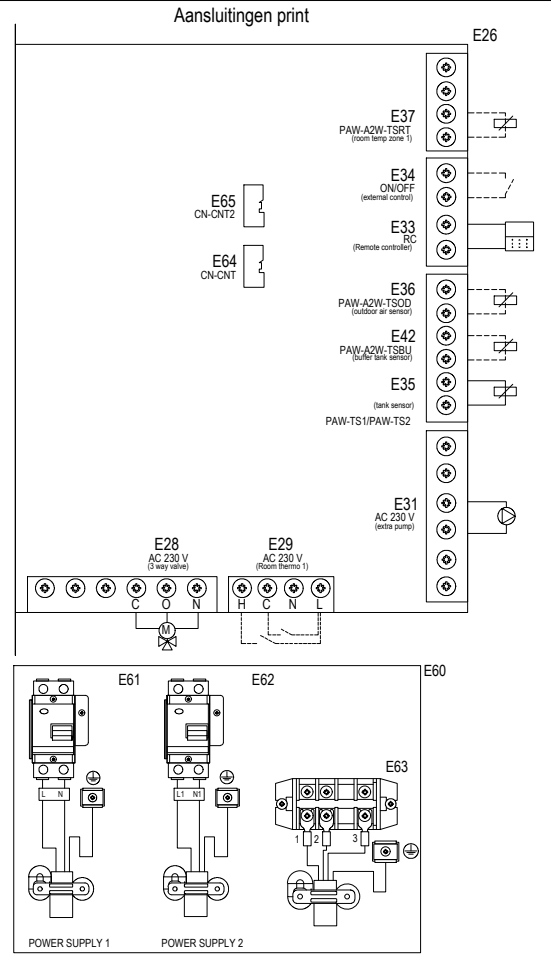 Aansluitingen print
E26
E37
PAW-A2W-TSRT
(room temp zone 1)
E34
ON/OFF
(external control)
E65
CN-CNT2
E33
RC
(Remote controller)
E64
CN-CNT
E36
PAW-A2W-TSOD
(outdoor air sensor)
E42
PAW-A2W-TSBU
(buffer tank sensor)
E35
(tank sensor)
PAW-TS1/PAW-TS2
E31
AC 230 V
(extra pump)
E28
AC 230 V
(3 way valve)
E29
AC 230 V
(Room thermo 1)
C O N
H C N L
M
E60
E61
E62
E63
L N
L1 N1
1 2 3
POWER SUPPLY 1
POWER SUPPLY 2